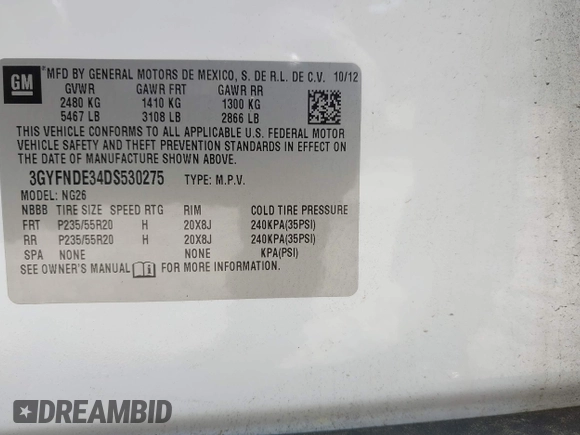 GM
MFD BY GENERAL MOTORS DE MEXICO, S. DE R.L. DE C.V. 10/12
GVWR GAWR FRT GAWR RR
2480 KG 1410 KG 1300 KG
5467 LB 3108 LB 2866 LB
THIS VEHICLE CONFORMS TO ALL APPLICABLE U.S. FEDERAL MOTOR
VEHICLE SAFETY AND THEFT PREVENTION STANDARDS IN EFFECT ON
THE DATE OF MANUFACTURE SHOWN ABOVE.
3GYFNDE34DS530275 TYPE: M.P.V.
MODEL: NG26
NBBB TIRE SIZE SPEED RTG RIM COLD TIRE PRESSURE
FRT P235/55R20 H 20X8J 240KPA(35PSI)
RR P235/55R20 H 20X8J 240KPA(35PSI)
SPA NONE NONE KPA(PSI)
SEE OWNER'S MANUAL FOR MORE INFORMATION.
DREAMBID